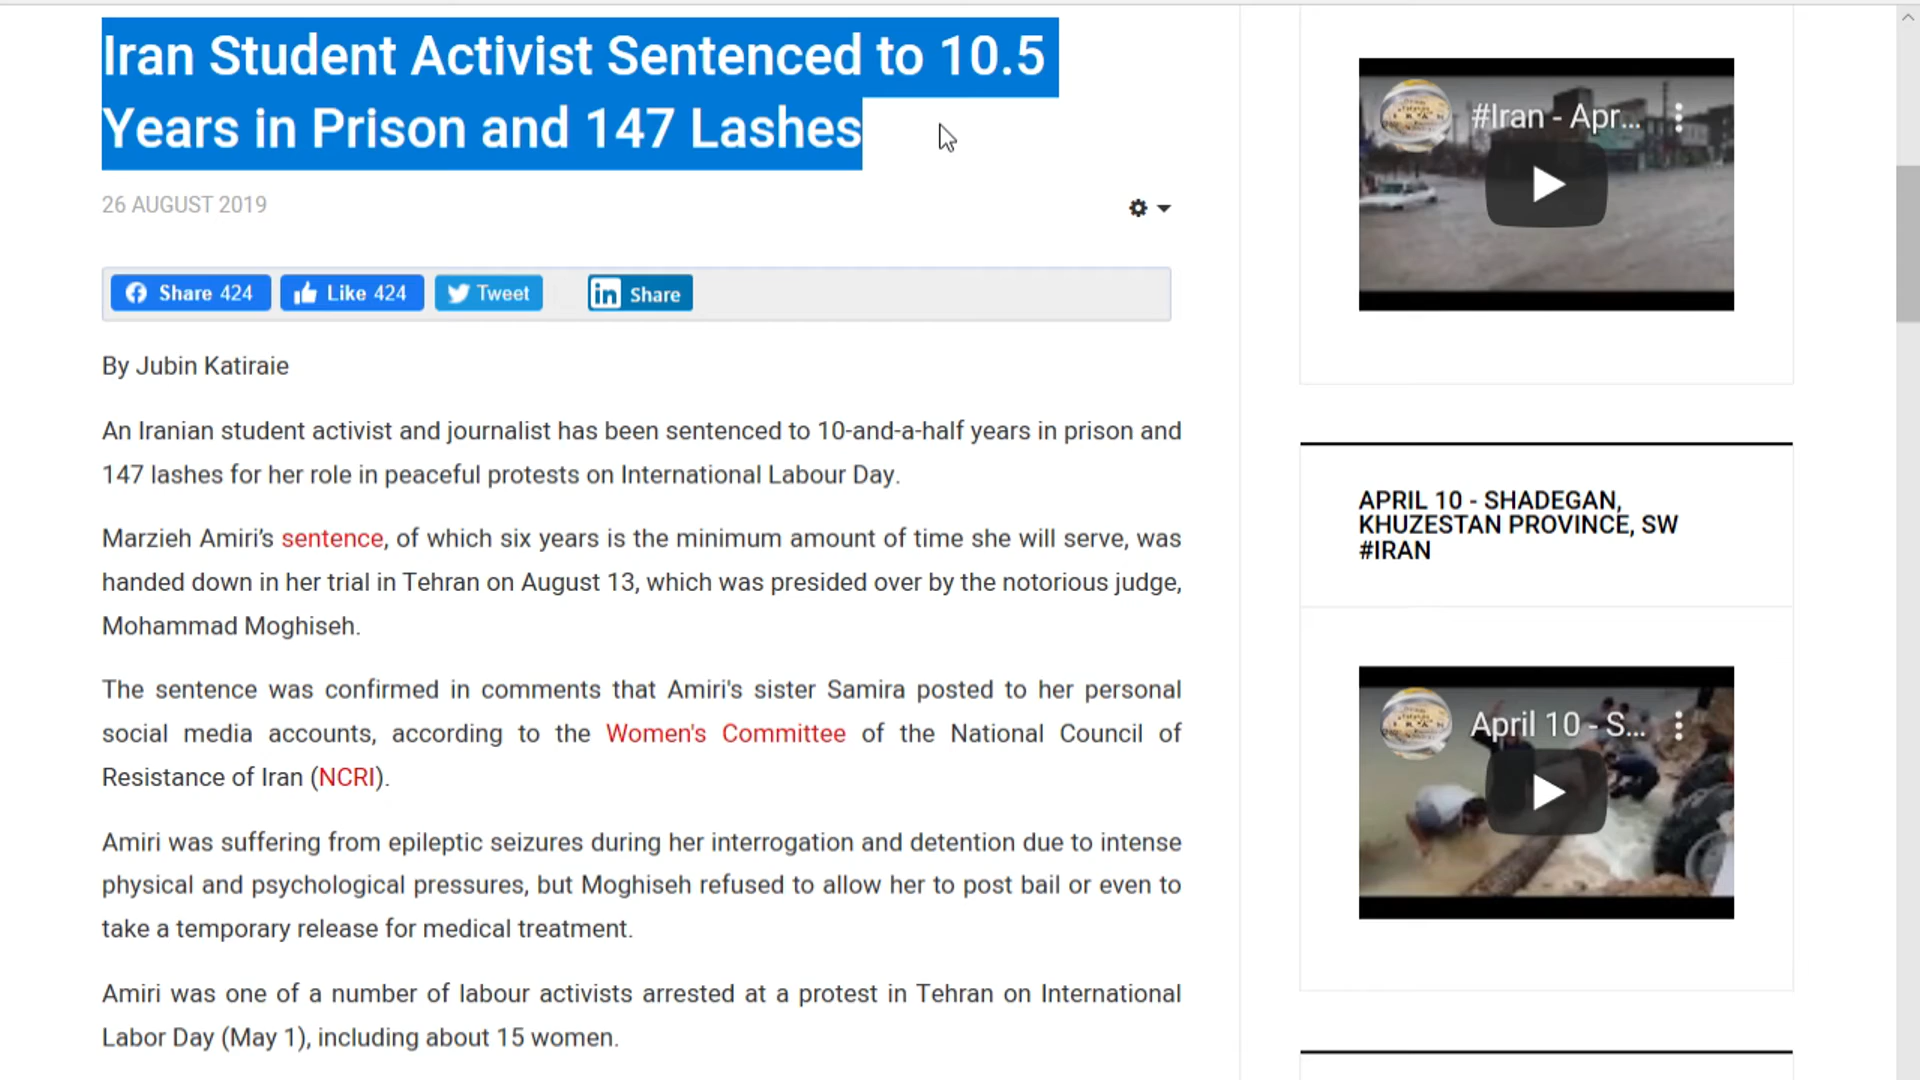 Iran Student Activist Sentenced to 10.5
Years in Prison and 147 Lashes
26 AUGUST 2019
Share 424
Like 424
Tweet
in Share
By Jubin Katiraie
An Iranian student activist and journalist has been sentenced to 10-and-a-half years in prison and
147 lashes for her role in peaceful protests on International Labour Day.
Marzieh Amiri’s sentence, of which six years is the minimum amount of time she will serve, was
handed down in her trial in Tehran on August 13, which was presided over by the notorious judge,
Mohammad Moghiseh.
The sentence was confirmed in comments that Amiri's sister Samira posted to her personal
social media accounts, according to the Women's Committee of the National Council of
Resistance of Iran (NCRI).
Amiri was suffering from epileptic seizures during her interrogation and detention due to intense
physical and psychological pressures, but Moghiseh refused to allow her to post bail or even to
take a temporary release for medical treatment.
Amiri was one of a number of labour activists arrested at a protest in Tehran on International
Labor Day (May 1), including about 15 women.
#Iran - Apr...
APRIL 10 - SHADEGAN,
KHUZESTAN PROVINCE, SW
#IRAN
April 10 - S...